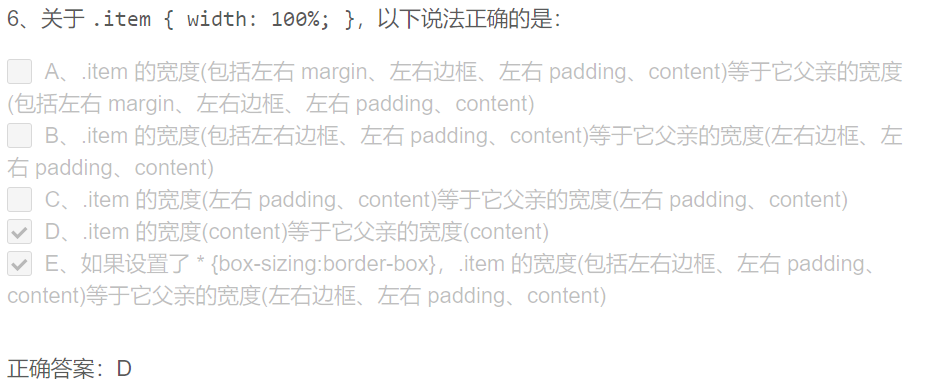 6、关于 .item { width: 100%; }，以下说法正确的是：
A、.item 的宽度(包括左右 margin、左右边框、左右 padding、content)等于它父亲的宽度
(包括左右 margin、左右边框、左右 padding、content)
B、.item 的宽度(包括左右边框、左右 padding、content)等于它父亲的宽度(左右边框、左
右 padding、content)
C、.item 的宽度(左右 padding、content)等于它父亲的宽度(左右 padding、content)
D、.item 的宽度(content)等于它父亲的宽度(content)
E、如果设置了 * {box-sizing:border-box}，.item 的宽度(包括左右边框、左右 padding、
content)等于它父亲的宽度(左右边框、左右 padding、content)
正确答案：D